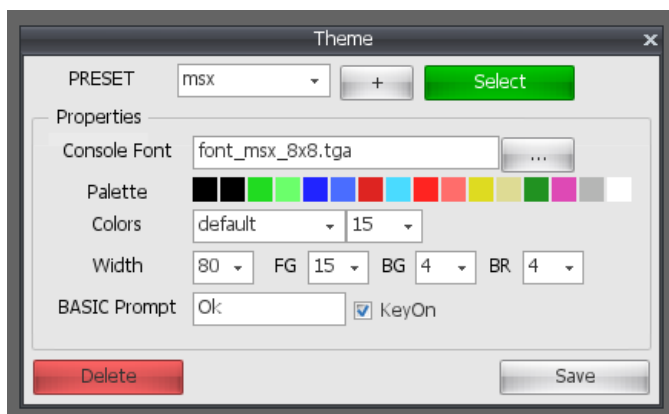 Theme x
PRESET msx + Select
Properties
Console Font font_msx_8x8.tga ...
Palette
Colors default 15
Width 80 FG 15 BG 4 BR 4
BASIC Prompt Ok KeyOn
Delete Save